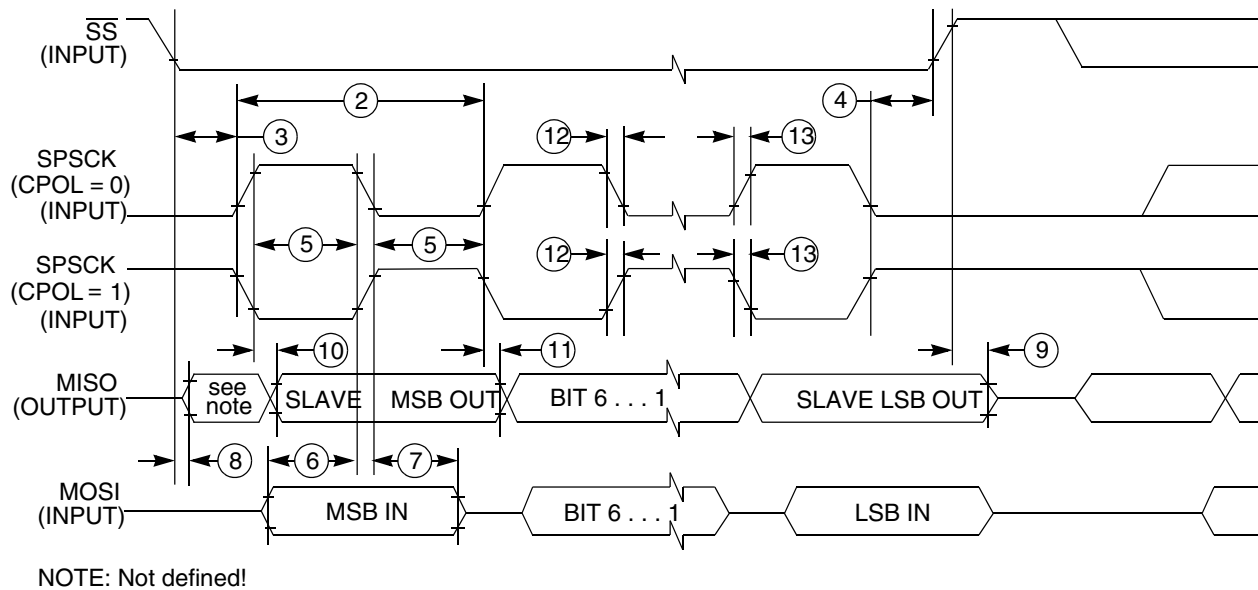 SS
(INPUT)
2
4
3
12
13
SPSCK
(CPOL = 0)
(INPUT)
5
5
12
13
SPSCK
(CPOL = 1)
(INPUT)
10
11
9
MISO
(OUTPUT)
see
note
SLAVE
MSB OUT
BIT 6 . . . 1
SLAVE LSB OUT
8
6
7
MOSI
(INPUT)
MSB IN
BIT 6 . . . 1
LSB IN
NOTE: Not defined!